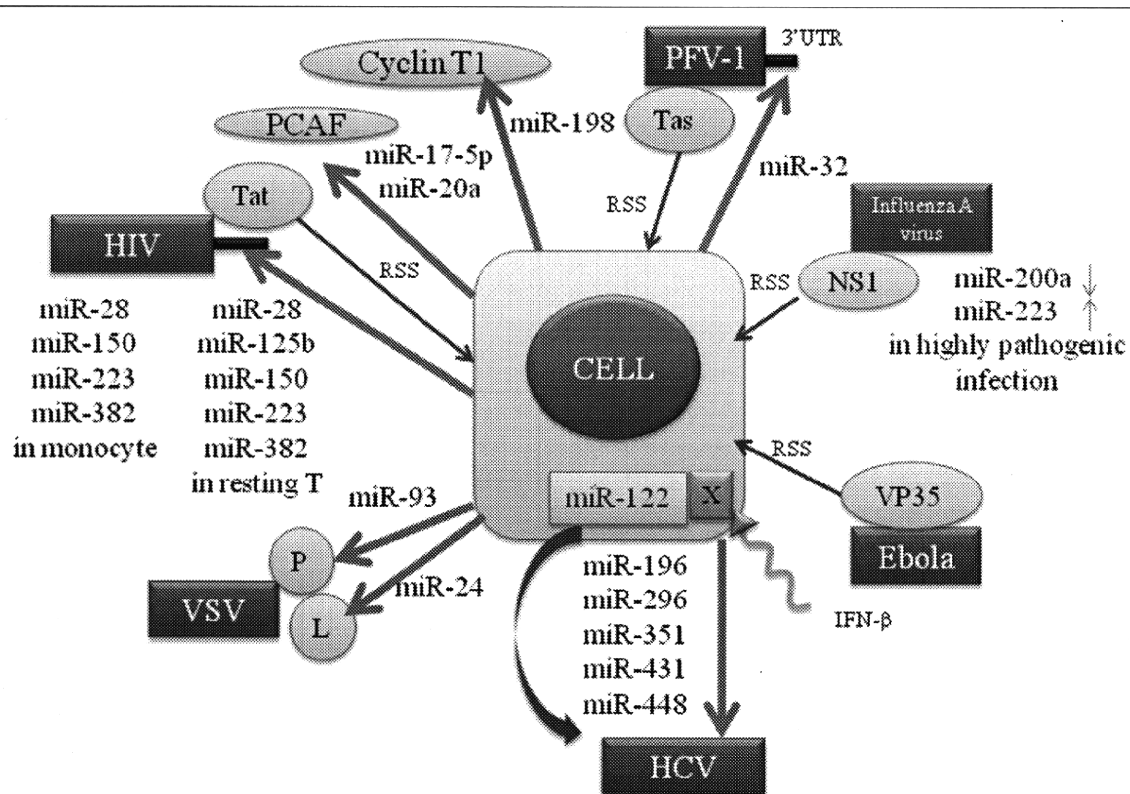 3'UTR
Cyclin T1
PFV-1
PCAF
miR-198
Tas
miR-17-5p
miR-20a
miR-32
Tat
RSS
Influenza A
virus
HIV
RSS
RSS
NS1
miR-200a ↓
miR-223 ↑
in highly pathogenic
infection
miR-28
miR-150
miR-223
miR-382
in monocyte
miR-28
miR-125b
miR-150
miR-223
miR-382
in resting T
CELL
RSS
miR-93
miR-122
X
VP35
Ebola
P
miR-24
VSV
L
miR-196
miR-296
miR-351
miR-431
miR-448
IFN-β
HCV